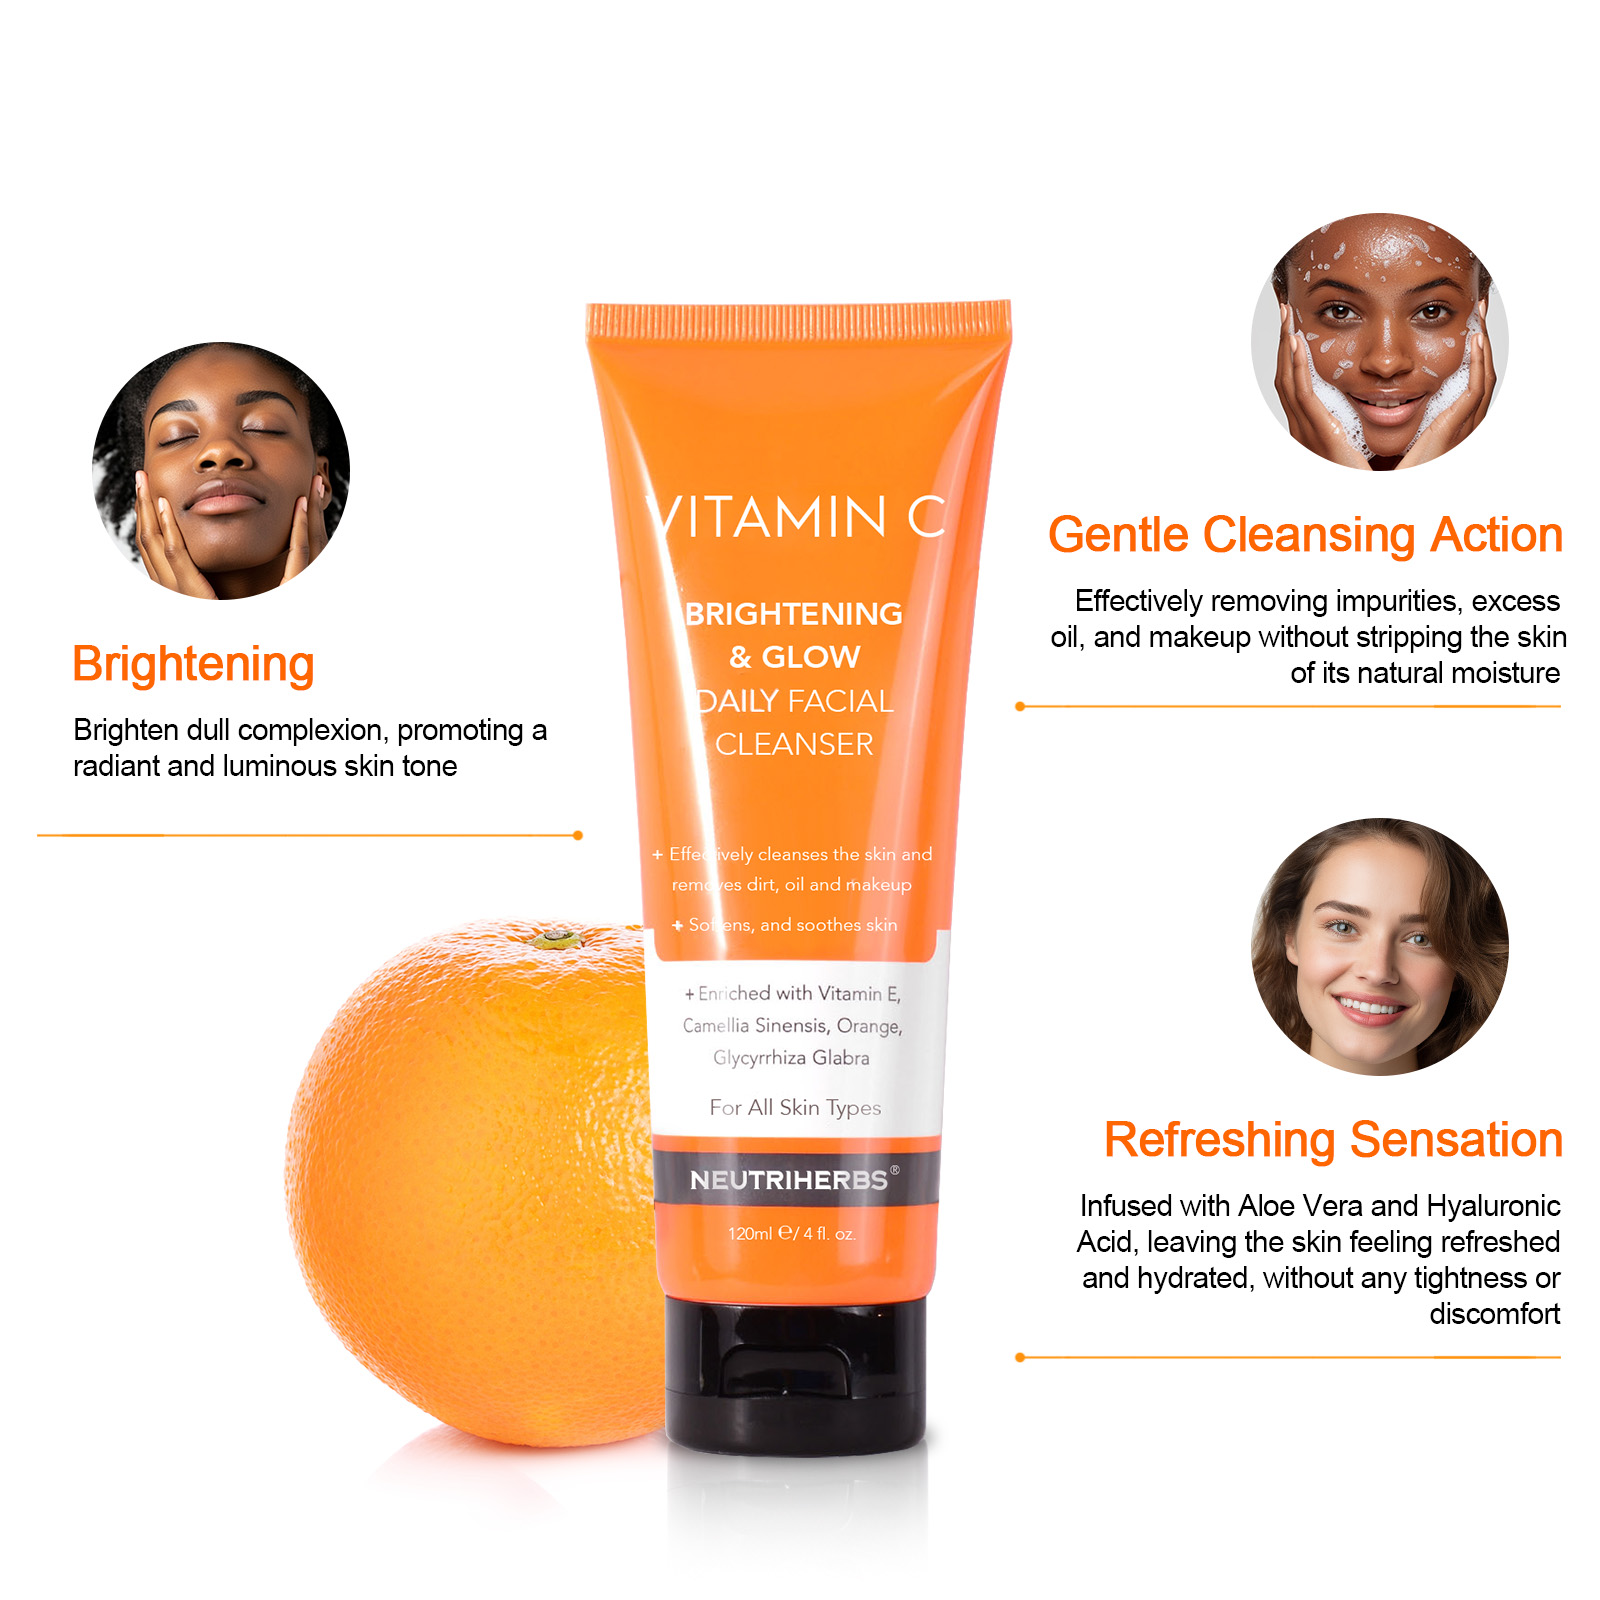 Brightening
Brighten dull complexion, promoting a
radiant and luminous skin tone
VITAMIN C
BRIGHTENING
& GLOW
DAILY FACIAL
CLEANSER
+ Effectively cleanses the skin and
removes dirt, oil and makeup
+ Softens, and soothes skin
+ Enriched with Vitamin E,
Camellia Sinensis, Orange,
Glycyrrhiza Glabra
For All Skin Types
NEUTRIHERBS®
120ml ℮/ 4 fl. oz.
Gentle Cleansing Action
Effectively removing impurities, excess
oil, and makeup without stripping the skin
of its natural moisture
Refreshing Sensation
Infused with Aloe Vera and Hyaluronic
Acid, leaving the skin feeling refreshed
and hydrated, without any tightness or
discomfort